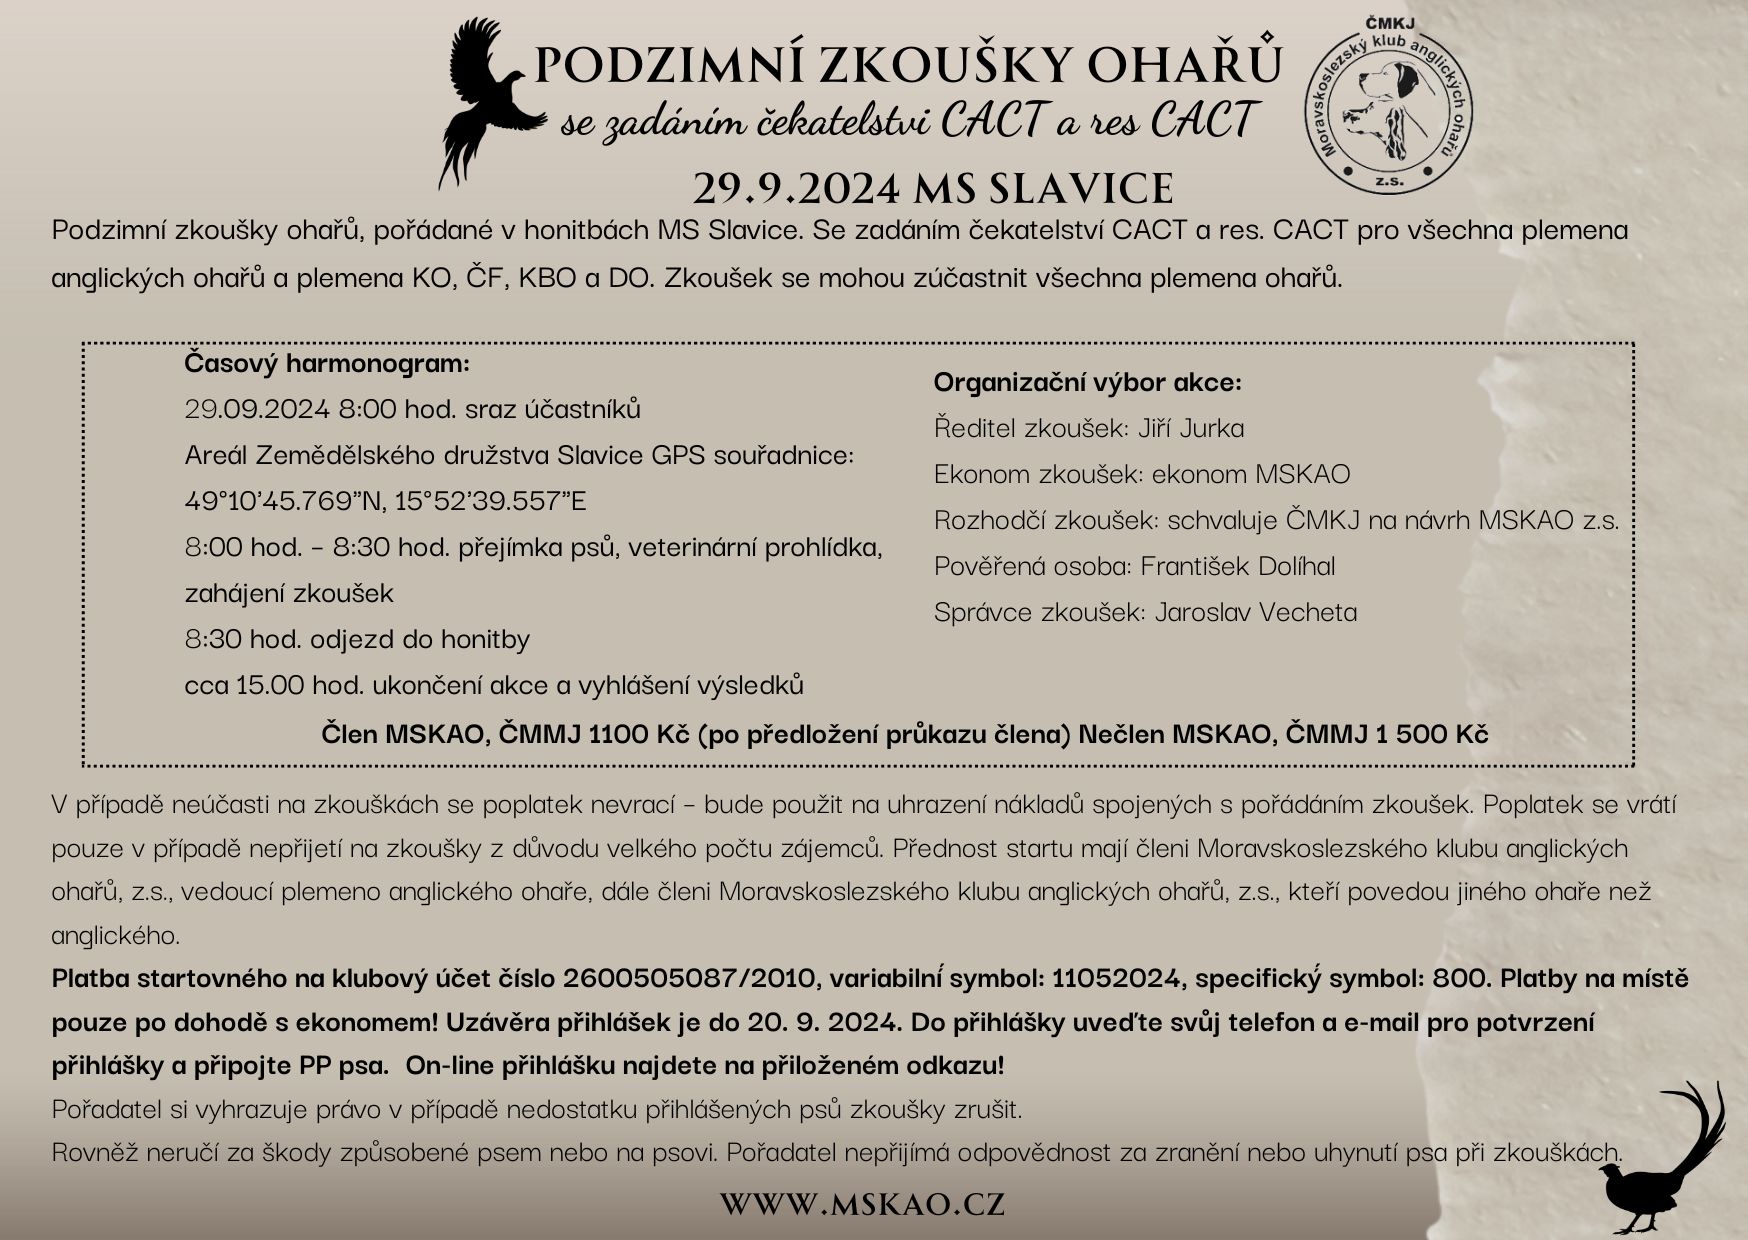 PODZIMNÍ ZKOUŠKY OHAŘŮ
se zadáním čekatelstvi CACT a res CACT
29.9.2024 MS SLAVICE
ČMKJ
Moravskoslezský klub anglických ohařů
z.s.
Podzimní zkoušky ohařů, pořádané v honitbách MS Slavice. Se zadáním čekatelství CACT a res. CACT pro všechna plemena
anglických ohařů a plemena KO, ČF, KBO a DO. Zkoušek se mohou zúčastnit všechna plemena ohařů.
Časový harmonogram:
29.09.2024 8:00 hod. sraz účastníků
Areál Zemědělského družstva Slavice GPS souřadnice:
49°10'45.769"N, 15°52'39.557"E
8:00 hod. – 8:30 hod. přejímka psů, veterinární prohlídka,
zahájení zkoušek
8:30 hod. odjezd do honitby
cca 15.00 hod. ukončení akce a vyhlášení výsledků
Organizační výbor akce:
Ředitel zkoušek: Jiří Jurka
Ekonom zkoušek: ekonom MSKAO
Rozhodčí zkoušek: schvaluje ČMKJ na návrh MSKAO z.s.
Pověřená osoba: František Dolíhal
Správce zkoušek: Jaroslav Vecheta
Člen MSKAO, ČMMJ 1100 Kč (po předložení průkazu člena) Nečlen MSKAO, ČMMJ 1 500 Kč
V případě neúčasti na zkouškách se poplatek nevrací – bude použit na uhrazení nákladů spojených s pořádáním zkoušek. Poplatek se vrátí
pouze v případě nepřijetí na zkoušky z důvodu velkého počtu zájemců. Přednost startu mají členi Moravskoslezského klubu anglických
ohařů, z.s., vedoucí plemeno anglického ohaře, dále členi Moravskoslezského klubu anglických ohařů, z.s., kteří povedou jiného ohaře než
anglického.
Platba startovného na klubový účet číslo 2600505087/2010, variabilní symbol: 11052024, specifický symbol: 800. Platby na místě
pouze po dohodě s ekonomem! Uzávěra přihlášek je do 20. 9. 2024. Do přihlášky uveďte svůj telefon a e-mail pro potvrzení
přihlášky a připojte PP psa. On-line přihlášku najdete na přiloženém odkazu!
Pořadatel si vyhrazuje právo v případě nedostatku přihlášených psů zkoušky zrušit.
Rovněž neručí za škody způsobené psem nebo na psovi. Pořadatel nepřijímá odpovědnost za zranění nebo uhynutí psa při zkouškách.
WWW.MSKAO.CZ